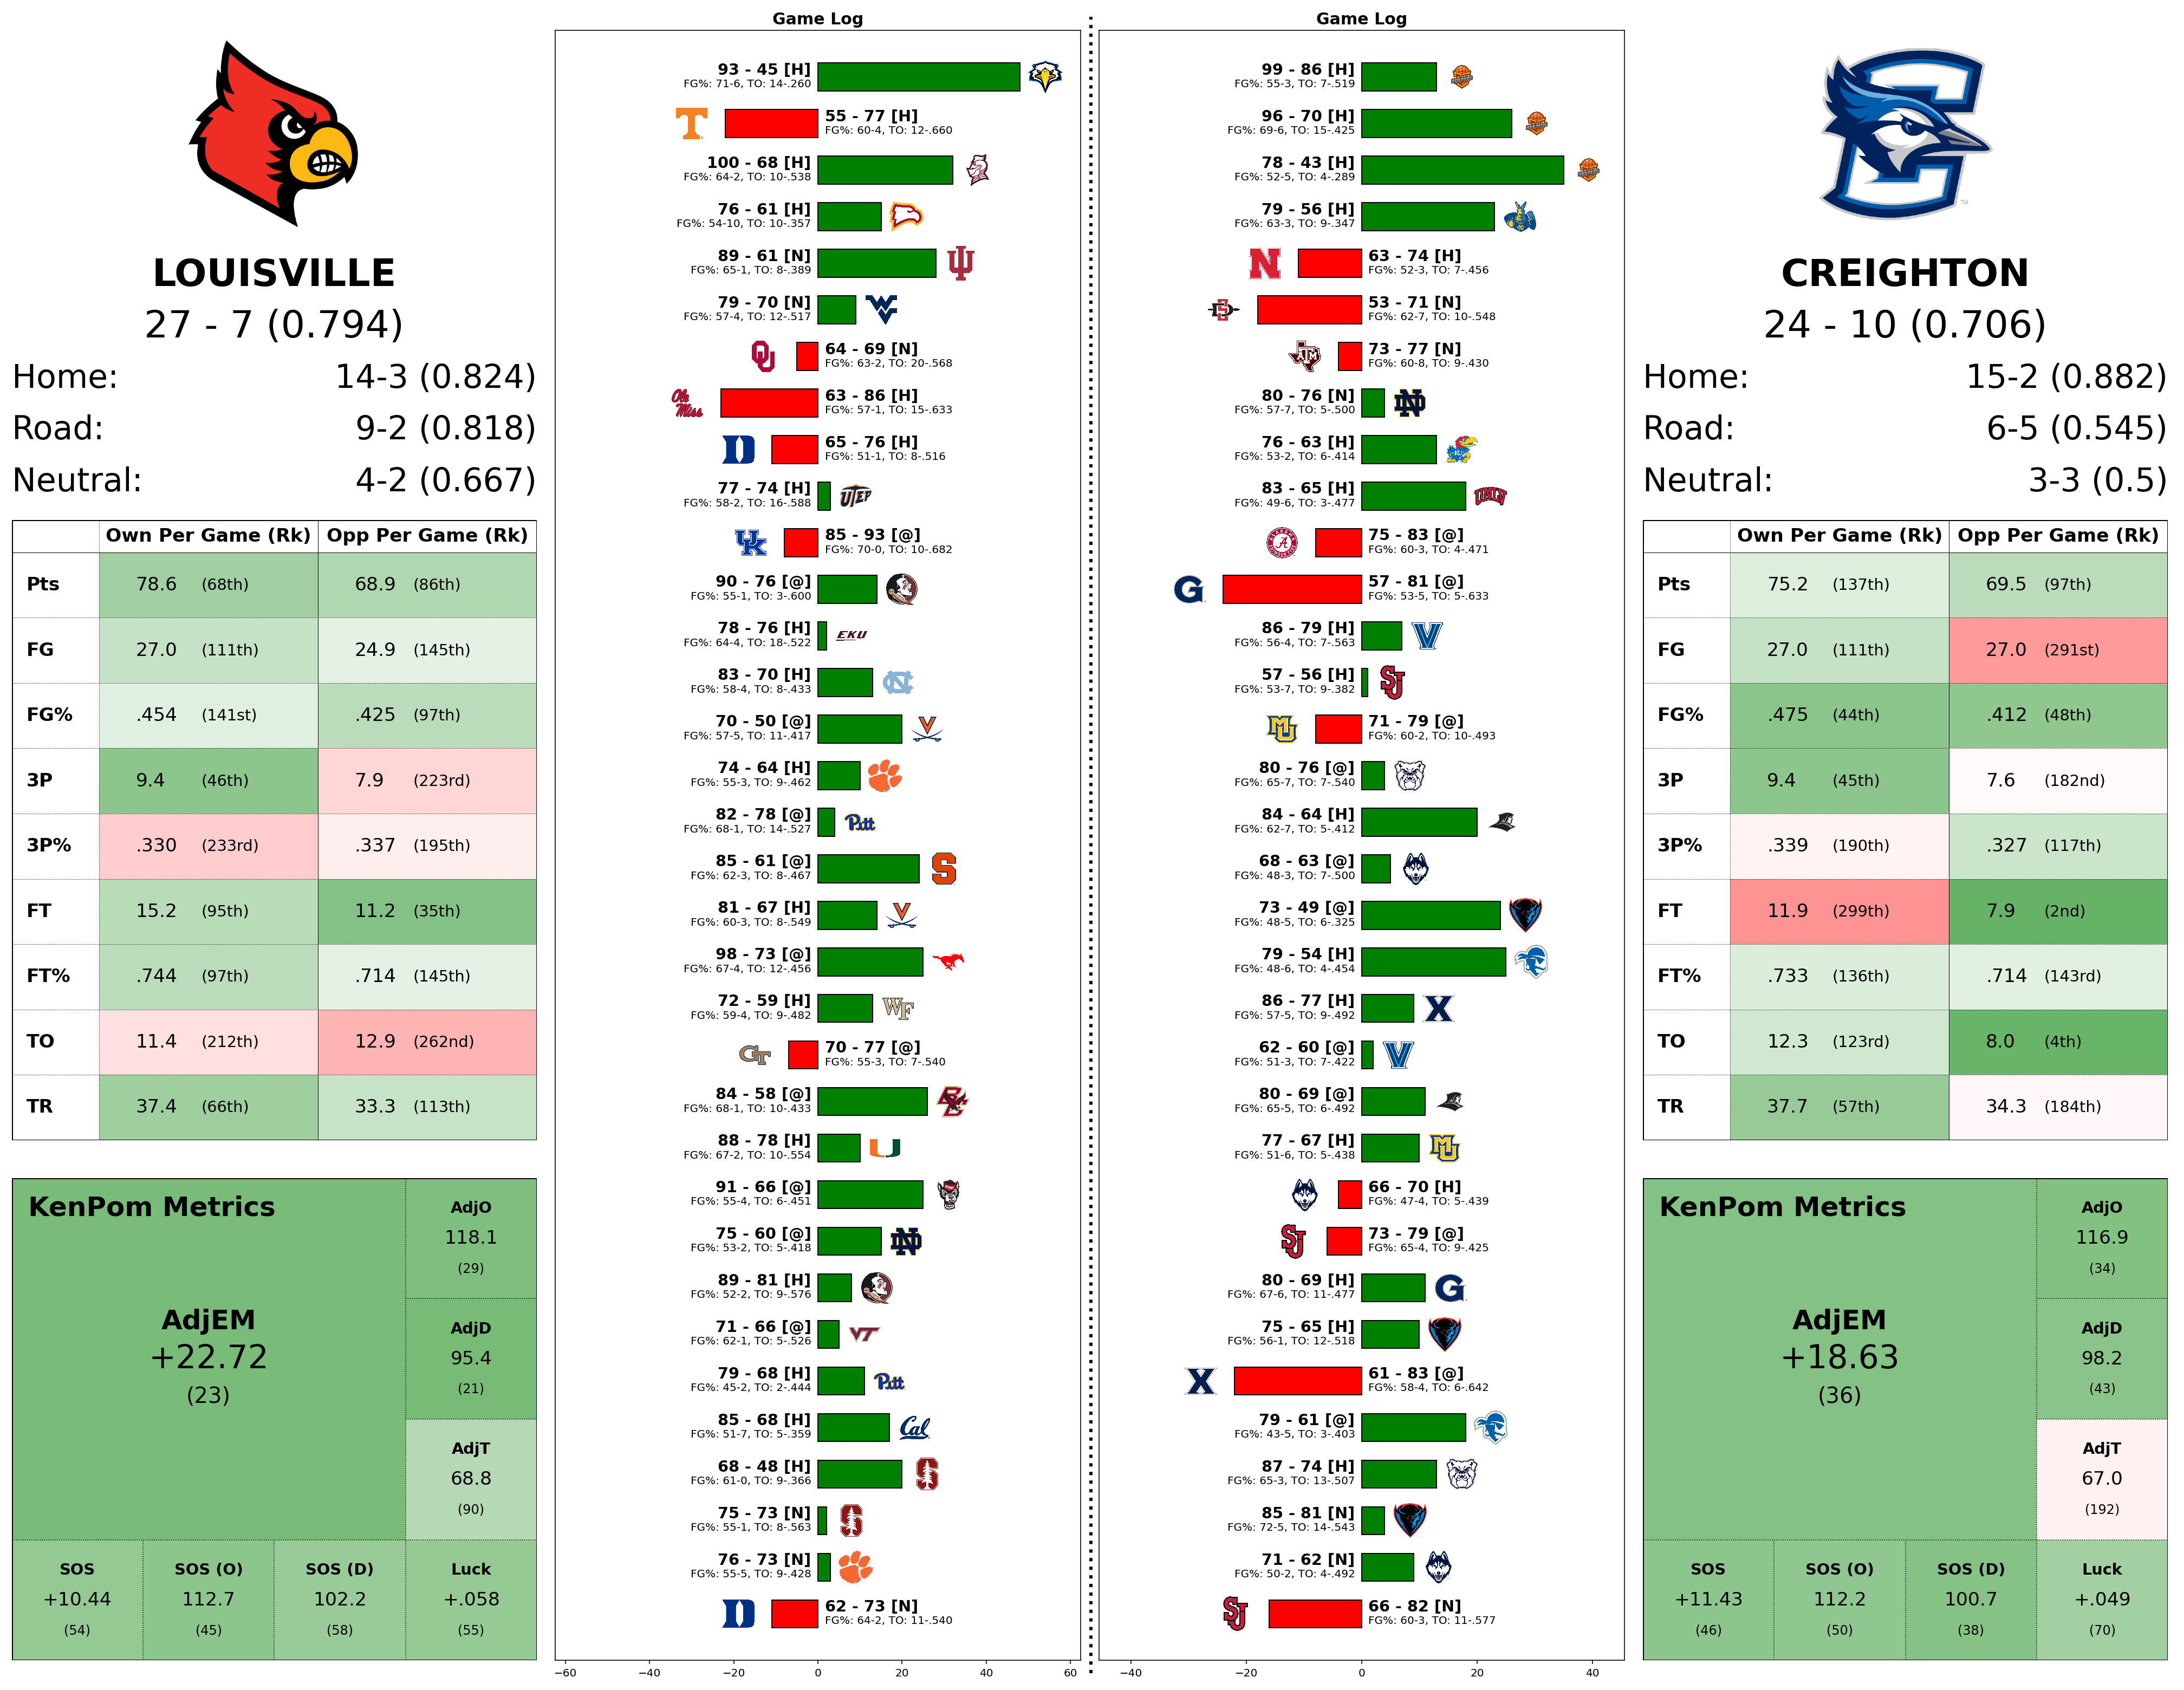 LOUISVILLE
27 - 7 (0.794)
Home: 14-3 (0.824)
Road: 9-2 (0.818)
Neutral: 4-2 (0.667)
Own Per Game (Rk) Opp Per Game (Rk)
Pts 78.6 (68th) 68.9 (86th)
FG 27.0 (111th) 24.9 (145th)
FG% .454 (141st) .425 (97th)
3P 9.4 (46th) 7.9 (223rd)
3P% .330 (233rd) .337 (195th)
FT 15.2 (95th) 11.2 (35th)
FT% .744 (97th) .714 (145th)
TO 11.4 (212th) 12.9 (262nd)
TR 37.4 (66th) 33.3 (113th)
KenPom Metrics
AdjEM
+22.72
(23)
AdjO
118.1
(29)
AdjD
95.4
(21)
AdjT
68.8
(90)
SOS
+10.44
(54)
SOS (O)
112.7
(45)
SOS (D)
102.2
(58)
Luck
+.058
(55)
Game Log
93 - 45 [H]
FG%: 71-6, TO: 14-.260
T
55 - 77 [H]
FG%: 60-4, TO: 12-.660
100 - 68 [H]
FG%: 64-2, TO: 10-.538
76 - 61 [H]
FG%: 54-10, TO: 10-.357
89 - 61 [N]
FG%: 65-1, TO: 8-.389
79 - 70 [N]
FG%: 57-4, TO: 12-.517
WV
OU
64 - 69 [N]
FG%: 63-2, TO: 20-.568
Ole
Miss
63 - 86 [H]
FG%: 57-1, TO: 15-.633
D
65 - 76 [H]
FG%: 51-1, TO: 8-.516
77 - 74 [H]
FG%: 58-2, TO: 16-.588
UTEP
UK
85 - 93 [@]
FG%: 70-0, TO: 10-.682
90 - 76 [@]
FG%: 55-1, TO: 3-.600
78 - 76 [H]
FG%: 64-4, TO: 18-.522
EKU
83 - 70 [H]
FG%: 58-4, TO: 8-.433
NC
70 - 50 [@]
FG%: 57-5, TO: 11-.417
V
74 - 64 [H]
FG%: 55-3, TO: 9-.462
82 - 78 [@]
FG%: 68-1, TO: 14-.527
Pitt
85 - 61 [@]
FG%: 62-3, TO: 8-.467
S
81 - 67 [H]
FG%: 60-3, TO: 8-.549
V
98 - 73 [@]
FG%: 67-4, TO: 12-.456
72 - 59 [H]
FG%: 59-4, TO: 9-.482
WF
GT
70 - 77 [@]
FG%: 55-3, TO: 7-.540
84 - 58 [@]
FG%: 68-1, TO: 10-.433
BC
88 - 78 [H]
FG%: 67-2, TO: 10-.554
U
91 - 66 [@]
FG%: 55-4, TO: 6-.451
75 - 60 [@]
FG%: 53-2, TO: 5-.418
ND
89 - 81 [H]
FG%: 52-2, TO: 9-.576
71 - 66 [@]
FG%: 62-1, TO: 5-.526
VT
79 - 68 [H]
FG%: 45-2, TO: 2-.444
Pitt
85 - 68 [H]
FG%: 51-7, TO: 5-.359
Cal
68 - 48 [H]
FG%: 61-0, TO: 9-.366
S
75 - 73 [N]
FG%: 55-1, TO: 8-.563
S
76 - 73 [N]
FG%: 55-5, TO: 9-.428
D
62 - 73 [N]
FG%: 64-2, TO: 11-.540
−60 −40 −20 0 20 40 60
Game Log
99 - 86 [H]
FG%: 55-3, TO: 7-.519
96 - 70 [H]
FG%: 69-6, TO: 15-.425
78 - 43 [H]
FG%: 52-5, TO: 4-.289
79 - 56 [H]
FG%: 63-3, TO: 9-.347
N
63 - 74 [H]
FG%: 52-3, TO: 7-.456
SD
53 - 71 [N]
FG%: 62-7, TO: 10-.548
ATM
73 - 77 [N]
FG%: 60-8, TO: 9-.430
80 - 76 [N]
FG%: 57-7, TO: 5-.500
ND
76 - 63 [H]
FG%: 53-2, TO: 6-.414
KU
83 - 65 [H]
FG%: 49-6, TO: 3-.477
UNLV
A
75 - 83 [@]
FG%: 60-3, TO: 4-.471
G
57 - 81 [@]
FG%: 53-5, TO: 5-.633
86 - 79 [H]
FG%: 56-4, TO: 7-.563
V
57 - 56 [H]
FG%: 53-7, TO: 9-.382
SJ
MU
71 - 79 [@]
FG%: 60-2, TO: 10-.493
80 - 76 [@]
FG%: 65-7, TO: 7-.540
84 - 64 [H]
FG%: 62-7, TO: 5-.412
68 - 63 [@]
FG%: 48-3, TO: 7-.500
73 - 49 [@]
FG%: 48-5, TO: 6-.325
79 - 54 [H]
FG%: 48-6, TO: 4-.454
86 - 77 [H]
FG%: 57-5, TO: 9-.492
X
62 - 60 [@]
FG%: 51-3, TO: 7-.422
V
80 - 69 [@]
FG%: 65-5, TO: 6-.492
77 - 67 [H]
FG%: 51-6, TO: 5-.438
MU
66 - 70 [H]
FG%: 47-4, TO: 5-.439
SJ
73 - 79 [@]
FG%: 65-4, TO: 9-.425
80 - 69 [H]
FG%: 67-6, TO: 11-.477
G
75 - 65 [H]
FG%: 56-1, TO: 12-.518
X
61 - 83 [@]
FG%: 58-4, TO: 6-.642
79 - 61 [@]
FG%: 43-5, TO: 3-.403
87 - 74 [H]
FG%: 65-3, TO: 13-.507
85 - 81 [N]
FG%: 72-5, TO: 14-.543
71 - 62 [N]
FG%: 50-2, TO: 4-.492
SJ
66 - 82 [N]
FG%: 60-3, TO: 11-.577
−40 −20 0 20 40
C
TM
CREIGHTON
24 - 10 (0.706)
Home: 15-2 (0.882)
Road: 6-5 (0.545)
Neutral: 3-3 (0.5)
Own Per Game (Rk) Opp Per Game (Rk)
Pts 75.2 (137th) 69.5 (97th)
FG 27.0 (111th) 27.0 (291st)
FG% .475 (44th) .412 (48th)
3P 9.4 (45th) 7.6 (182nd)
3P% .339 (190th) .327 (117th)
FT 11.9 (299th) 7.9 (2nd)
FT% .733 (136th) .714 (143rd)
TO 12.3 (123rd) 8.0 (4th)
TR 37.7 (57th) 34.3 (184th)
KenPom Metrics
AdjEM
+18.63
(36)
AdjO
116.9
(34)
AdjD
98.2
(43)
AdjT
67.0
(192)
SOS
+11.43
(46)
SOS (O)
112.2
(50)
SOS (D)
100.7
(38)
Luck
+.049
(70)